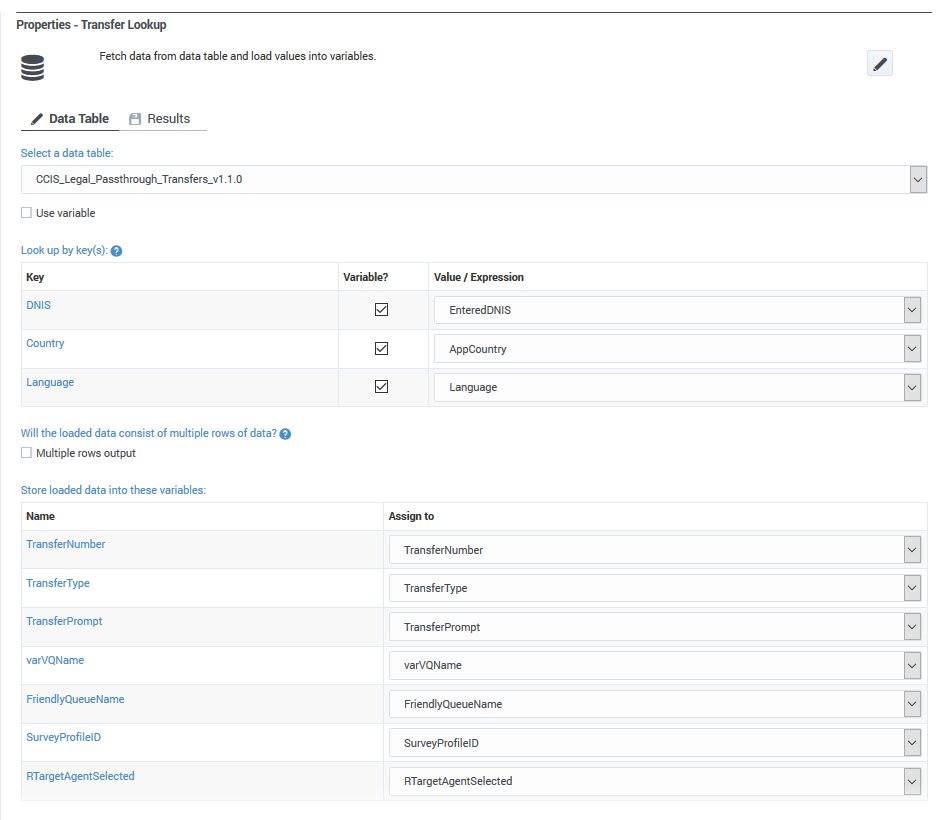 Properties - Transfer Lookup
Fetch data from data table and load values into variables.
Data Table Results
Select a data table:
CCIS_Legal_Passthrough_Transfers_v1.1.0
Use variable
Look up by key(s): ?
Key Variable? Value / Expression
DNIS EnteredDNIS
Country AppCountry
Language Language
Will the loaded data consist of multiple rows of data? ?
Multiple rows output
Store loaded data into these variables:
Name Assign to
TransferNumber TransferNumber
TransferType TransferType
TransferPrompt TransferPrompt
varVQName varVQName
FriendlyQueueName FriendlyQueueName
SurveyProfileID SurveyProfileID
RTargetAgentSelected RTargetAgentSelected